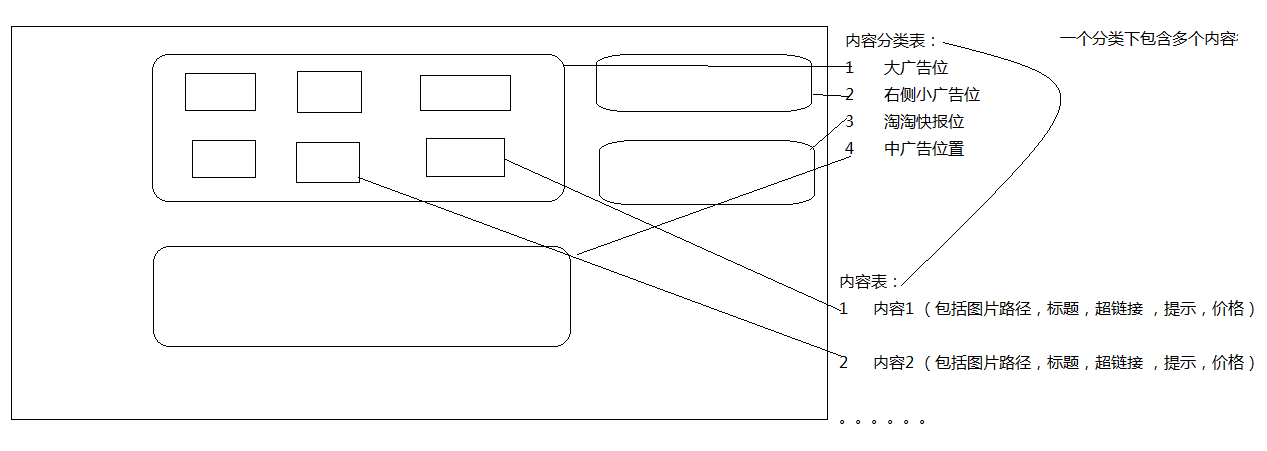 内容分类表：
一个分类下包含多个内容
1 大广告位
2 右侧小广告位
3 淘淘快报位
4 中广告位置
内容表：
1 内容1（包括图片路径，标题，超链接 ，提示，价格）
2 内容2（包括图片路径，标题，超链接 ，提示，价格）
。。。。。。